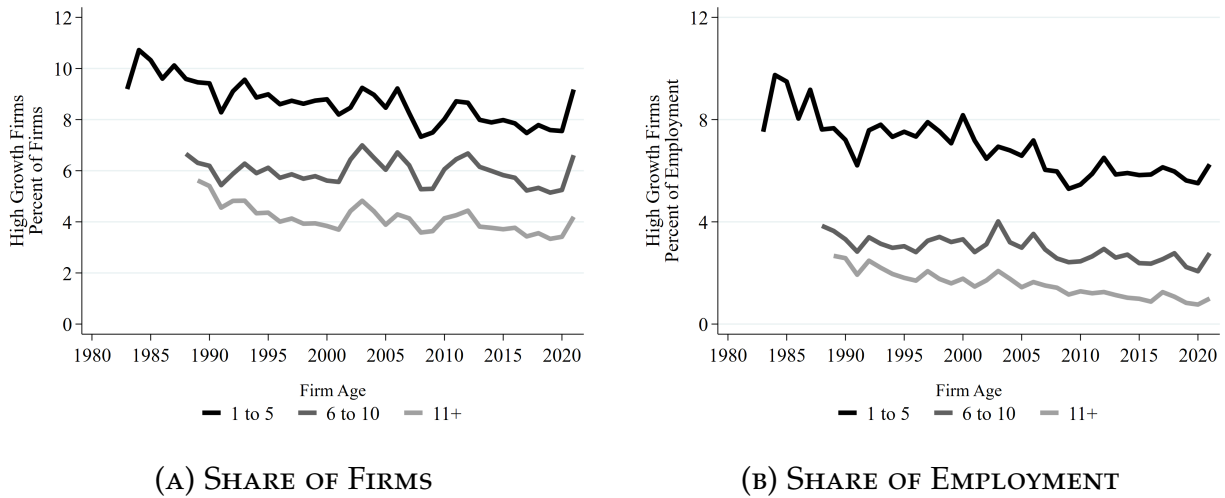 12
10
8
6
4
2
0
High Growth Firms
Percent of Firms
1980 1985 1990 1995 2000 2005 2010 2015 2020
Firm Age
1 to 5 6 to 10 11+
(A) Share of Firms
12
8
4
0
High Growth Firms
Percent of Employment
1980 1985 1990 1995 2000 2005 2010 2015 2020
Firm Age
1 to 5 6 to 10 11+
(B) Share of Employment